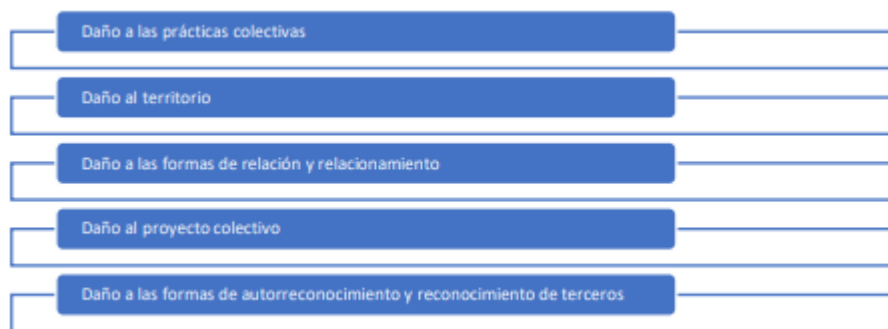 Daño a las prácticas colectivas
Daño al territorio
Daño a las formas de relación y relacionamiento
Daño al proyecto colectivo
Daño a las formas de autorreconocimiento y reconocimiento de terceros